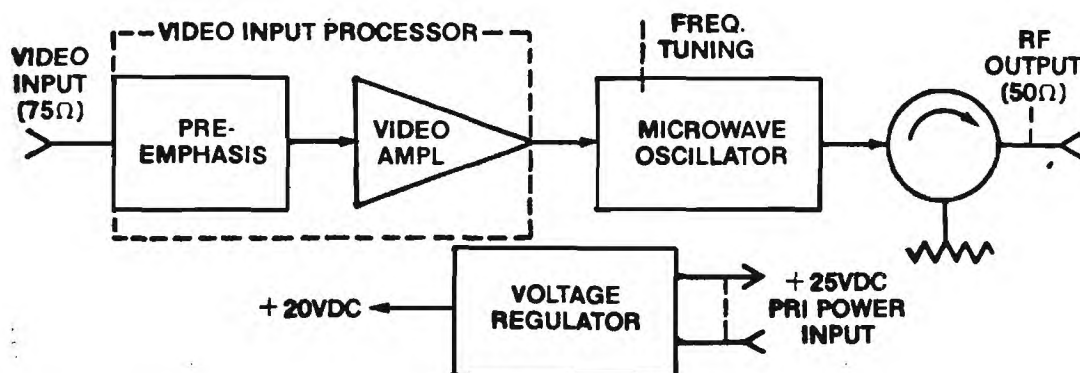 VIDEO INPUT PROCESSOR
FREQ.
TUNING
VIDEO
INPUT
(75Ω)
PRE-
EMPHASIS
VIDEO
AMPL
MICROWAVE
OSCILLATOR
RF
OUTPUT
(50Ω)
+20VDC
VOLTAGE
REGULATOR
+25VDC
PRI POWER
INPUT